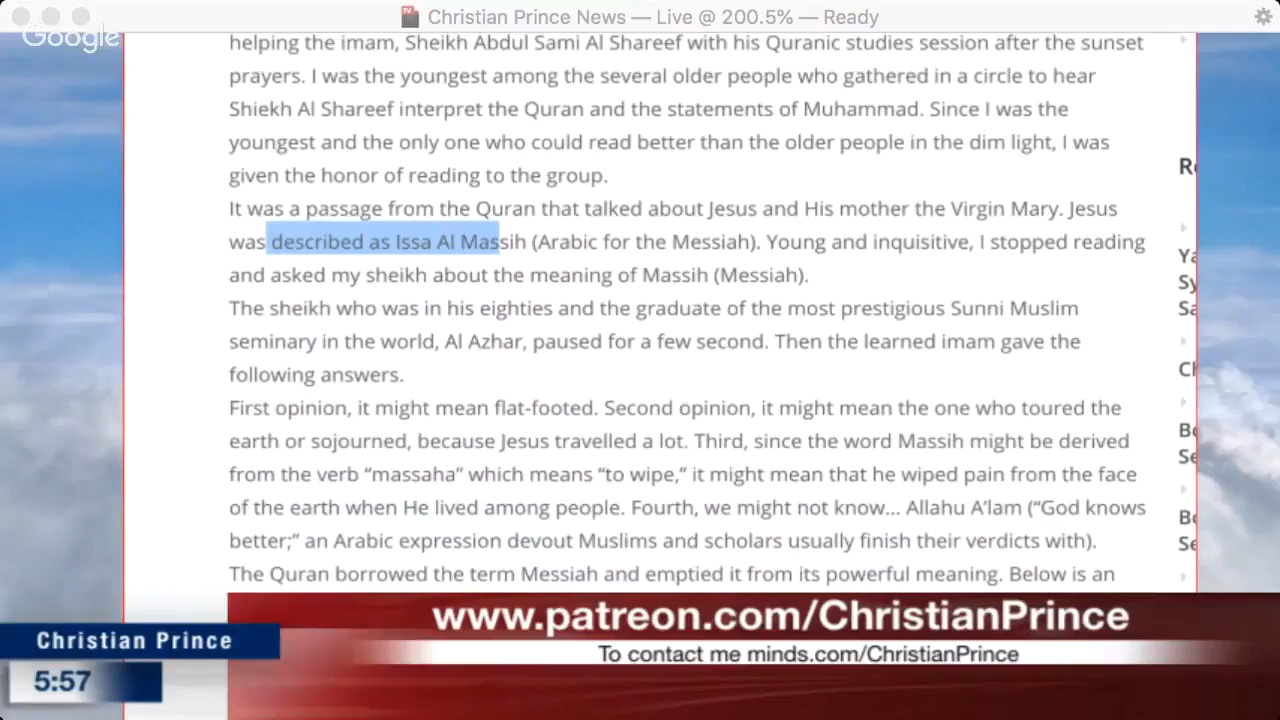 Christian Prince News — Live @ 200.5% — Ready
Google
helping the imam, Sheikh Abdul Sami Al Shareef with his Quranic studies session after the sunset
prayers. I was the youngest among the several older people who gathered in a circle to hear
Shiekh Al Shareef interpret the Quran and the statements of Muhammad. Since I was the
youngest and the only one who could read better than the older people in the dim light, I was
given the honor of reading to the group.
It was a passage from the Quran that talked about Jesus and His mother the Virgin Mary. Jesus
was described as Issa Al Massih (Arabic for the Messiah). Young and inquisitive, I stopped reading
and asked my sheikh about the meaning of Massih (Messiah).
The sheikh who was in his eighties and the graduate of the most prestigious Sunni Muslim
seminary in the world, Al Azhar, paused for a few second. Then the learned imam gave the
following answers.
First opinion, it might mean flat-footed. Second opinion, it might mean the one who toured the
earth or sojourned, because Jesus travelled a lot. Third, since the word Massih might be derived
from the verb “massaha” which means “to wipe,” it might mean that he wiped pain from the face
of the earth when He lived among people. Fourth, we might not know... Allahu A’lam (“God knows
better;” an Arabic expression devout Muslims and scholars usually finish their verdicts with).
The Quran borrowed the term Messiah and emptied it from its powerful meaning. Below is an
www.patreon.com/ChristianPrince
To contact me minds.com/ChristianPrince
Christian Prince
5:57